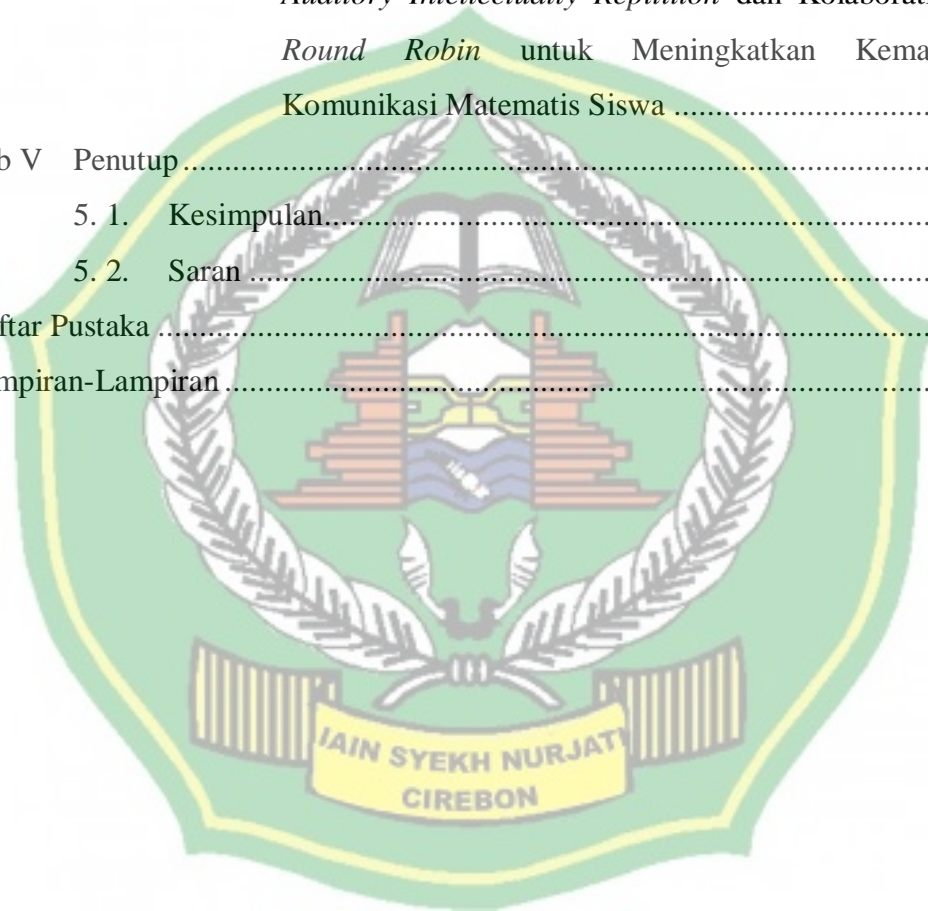 Auditory Intellectually Repitition dan Kolaborati
Round Robin untuk Meningkatkan Kema
Komunikasi Matematis Siswa ..............................
b V Penutup ..............................
5. 1. Kesimpulan ..............................
5. 2. Saran ..............................
ftar Pustaka ..............................
mpiran-Lampiran ..............................
IAIN SYEKH NURJATI
CIREBON